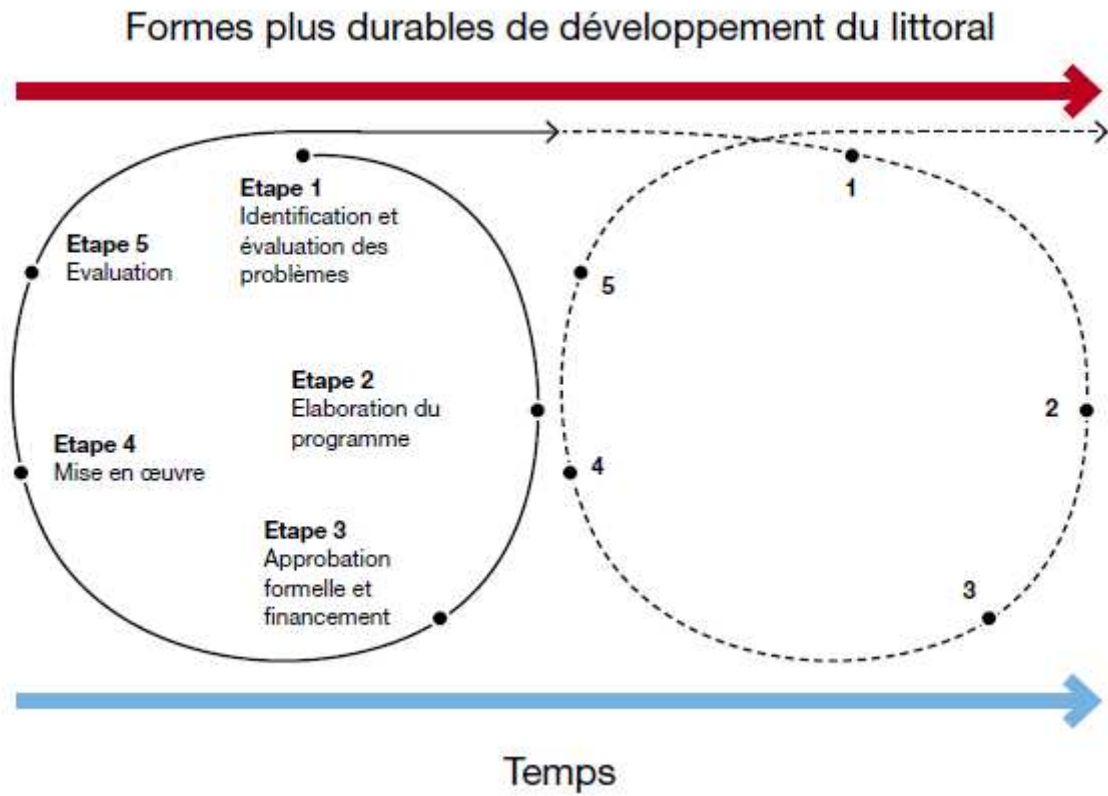 Formes plus durables de développement du littoral
Etape 1
Identification et
évaluation des
problèmes
Etape 2
Elaboration du
programme
Etape 3
Approbation
formelle et
financement
Etape 4
Mise en œuvre
Etape 5
Evaluation
1
2
3
4
5
Temps